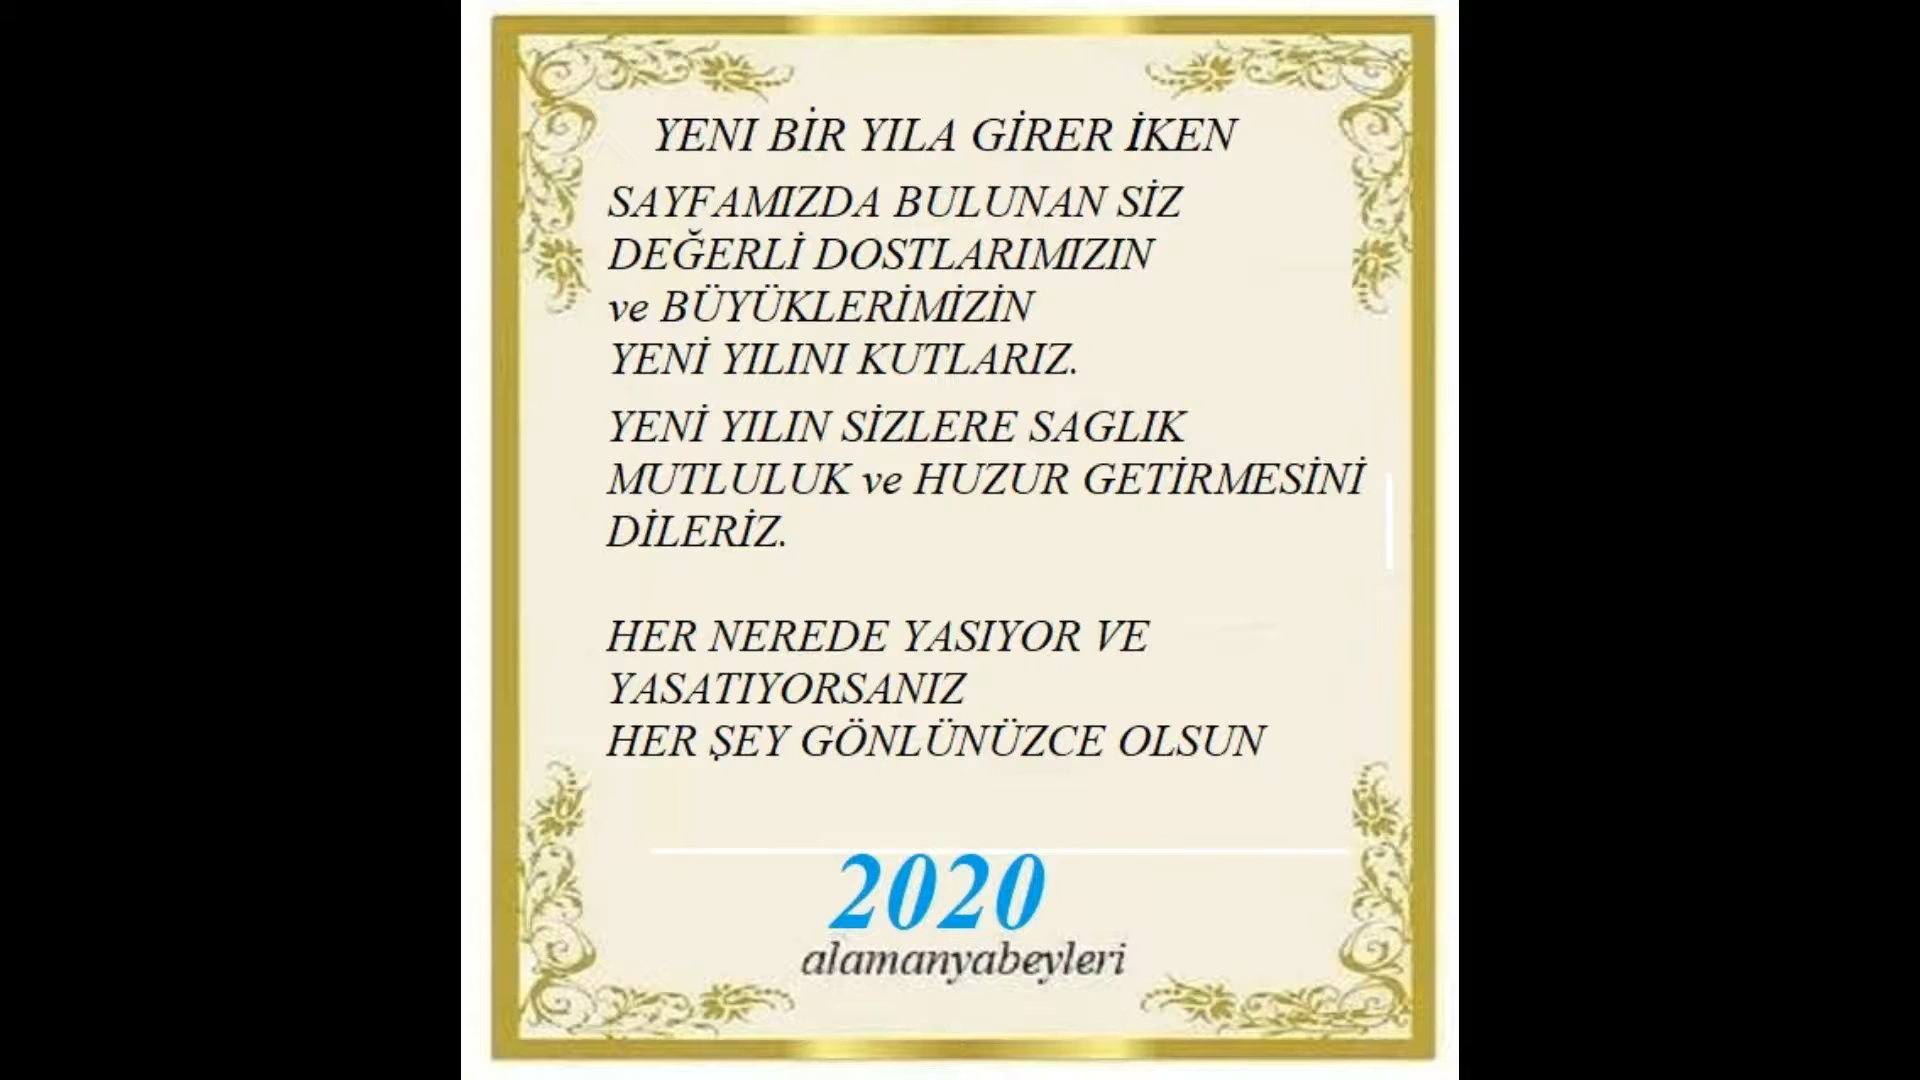 YENI BİR YILA GİRER İKEN
SAYFAMIZDA BULUNAN SİZ
DEĞERLİ DOSTLARIMIZIN
ve BÜYÜKLERİMİZİN
YENİ YILINI KUTLARIZ.
YENİ YILIN SİZLERE SAGLIK
MUTLULUK ve HUZUR GETİRMESİNİ
DİLERİZ.
HER NEREDE YASIYOR VE
YASATIYORSANIZ
HER ŞEY GÖNLÜNÜZCE OLSUN
2020
alamanyabeyleri